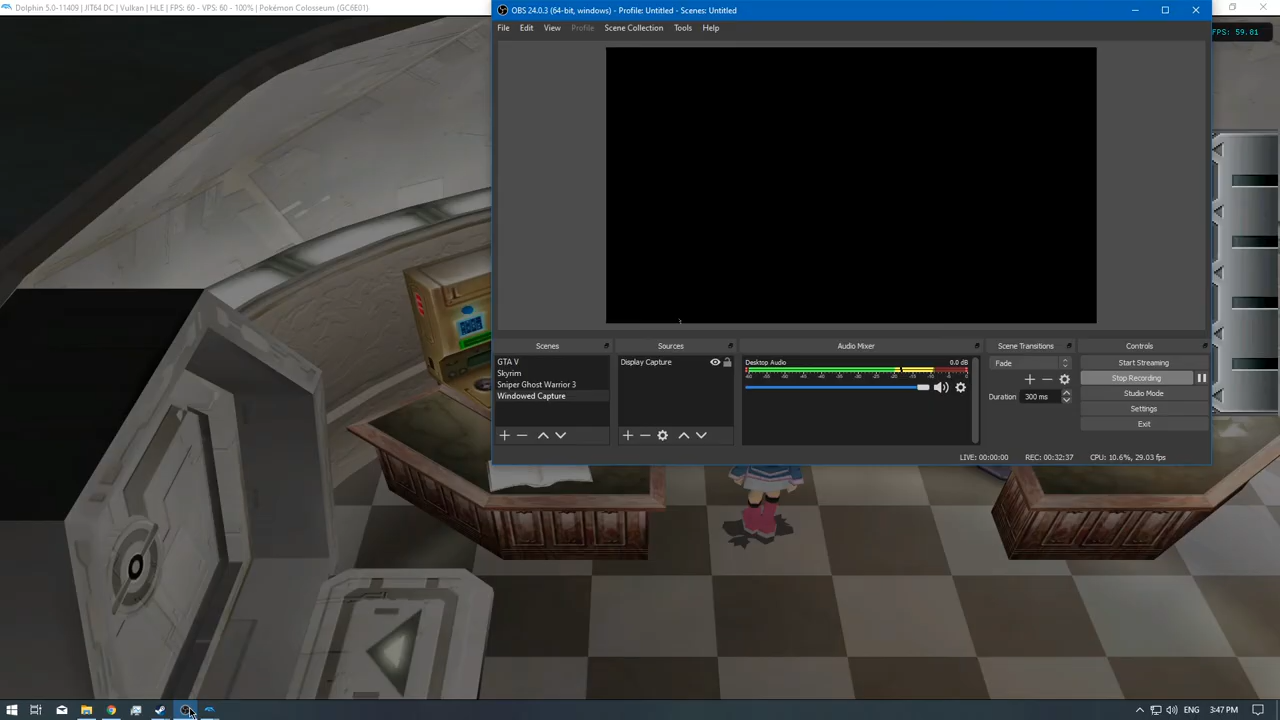 Dolphin 5.0-11409 | JIT64 DC | Vulkan | HLE | FPS: 60 - VPS: 60 - 100% | Pokémon Colosseum (GC6E01)
OBS 24.0.3 (64-bit, windows) - Profile: Untitled - Scenes: Untitled
File Edit View Profile Scene Collection Tools Help
FPS: 59.81
Scenes Sources Audio Mixer Scene Transitions Controls
GTA V
Skyrim
Sniper Ghost Warrior 3
Windowed Capture
Display Capture
Desktop Audio 0.0 dB
Fade
Duration 300 ms
Start Streaming
Stop Recording
Studio Mode
Settings
Exit
LIVE: 00:00:00 REC: 00:32:37 CPU: 10.6%, 29.03 fps
ENG 3:47 PM